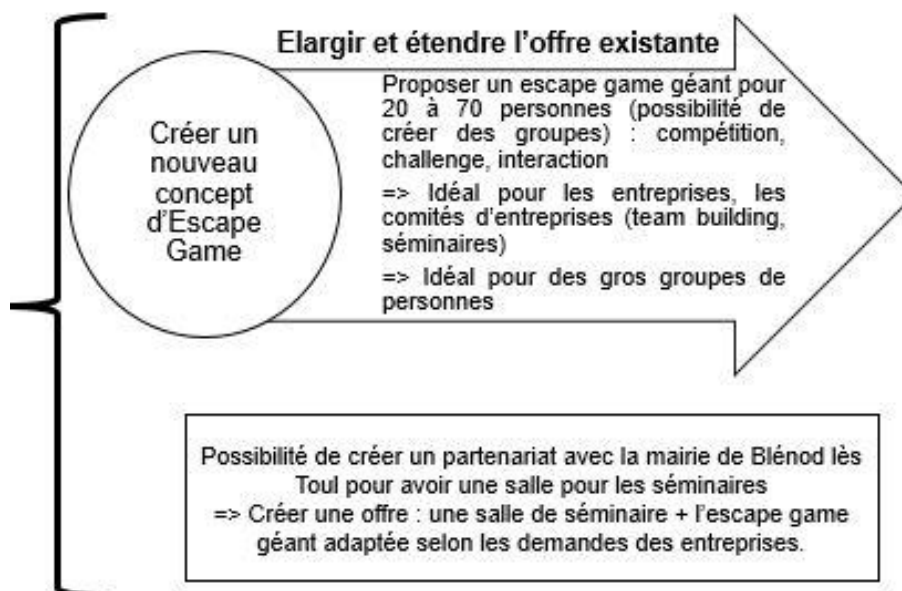 Elargir et étendre l'offre existante
Créer un
nouveau
concept
d'Escape
Game
Proposer un escape game géant pour
20 à 70 personnes (possibilité de
créer des groupes) : compétition,
challenge, interaction
=> Idéal pour les entreprises, les
comités d'entreprises (team building,
séminaires)
=> Idéal pour des gros groupes de
personnes
Possibilité de créer un partenariat avec la mairie de Blénod lès
Toul pour avoir une salle pour les séminaires
=> Créer une offre : une salle de séminaire + l'escape game
géant adaptée selon les demandes des entreprises.